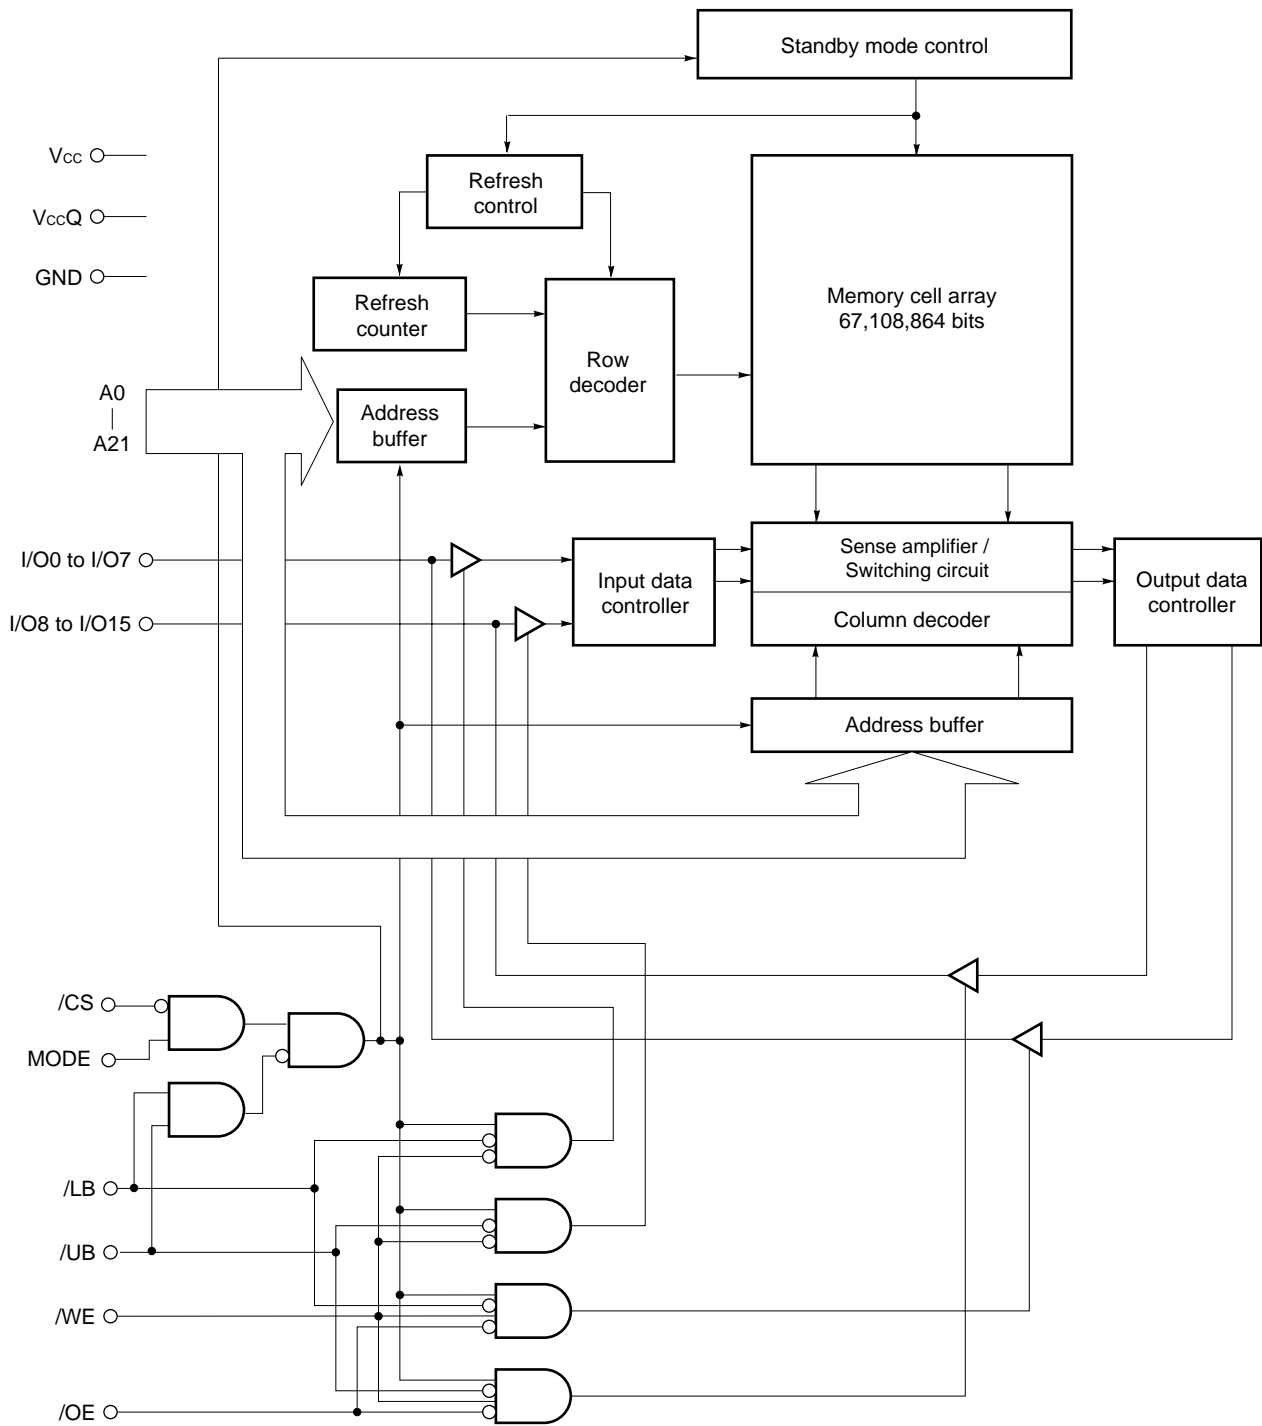 Standby mode control
Vcc
VccQ
GND
Refresh
control
Refresh
counter
Row
decoder
Memory cell array
67,108,864 bits
A0
A21
Address
buffer
I/O0 to I/O7
I/O8 to I/O15
Input data
controller
Sense amplifier /
Switching circuit
Column decoder
Output data
controller
Address buffer
/CS
MODE
/LB
/UB
/WE
/OE